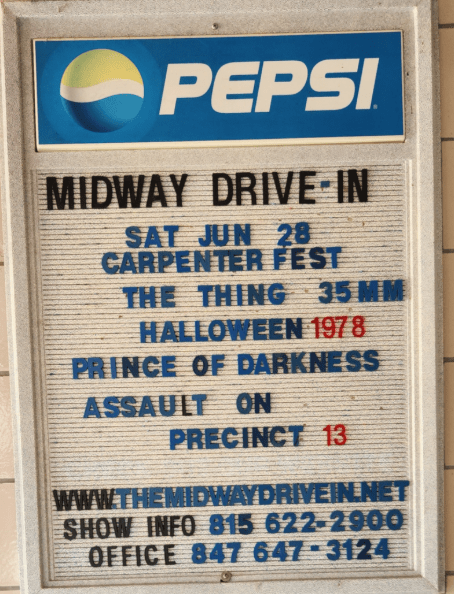 PEPSI
MIDWAY DRIVE-IN
SAT JUN 28
CARPENTER FEST
THE THING 35MM
HALLOWEEN 1978
PRINCE OF DARKNESS
ASSAULT ON
PRECINCT 13
WWW.THEMIDWAYDRIVEIN.NET
SHOW INFO 815 622-2900
OFFICE 847 647-3124